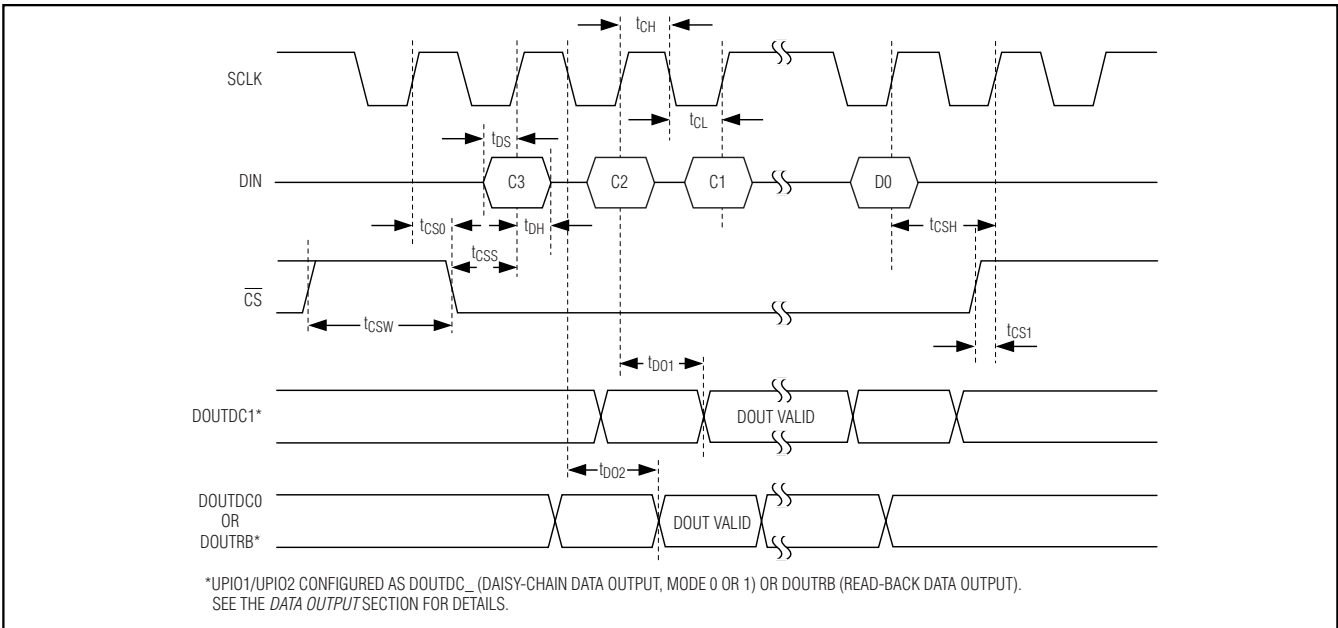 tCH
SCLK
tCL
tDS
DIN
C3
C2
C1
D0
tCS0
tDH
tCSH
tCSS
CS
tCSW
tCS1
tDO1
DOUTDC1*
DOUT VALID
tDO2
DOUTDC0
OR
DOUTRB*
DOUT VALID
*UPIO1/UPIO2 CONFIGURED AS DOUTDC_ (DAISY-CHAIN DATA OUTPUT, MODE 0 OR 1) OR DOUTRB (READ-BACK DATA OUTPUT).
SEE THE DATA OUTPUT SECTION FOR DETAILS.